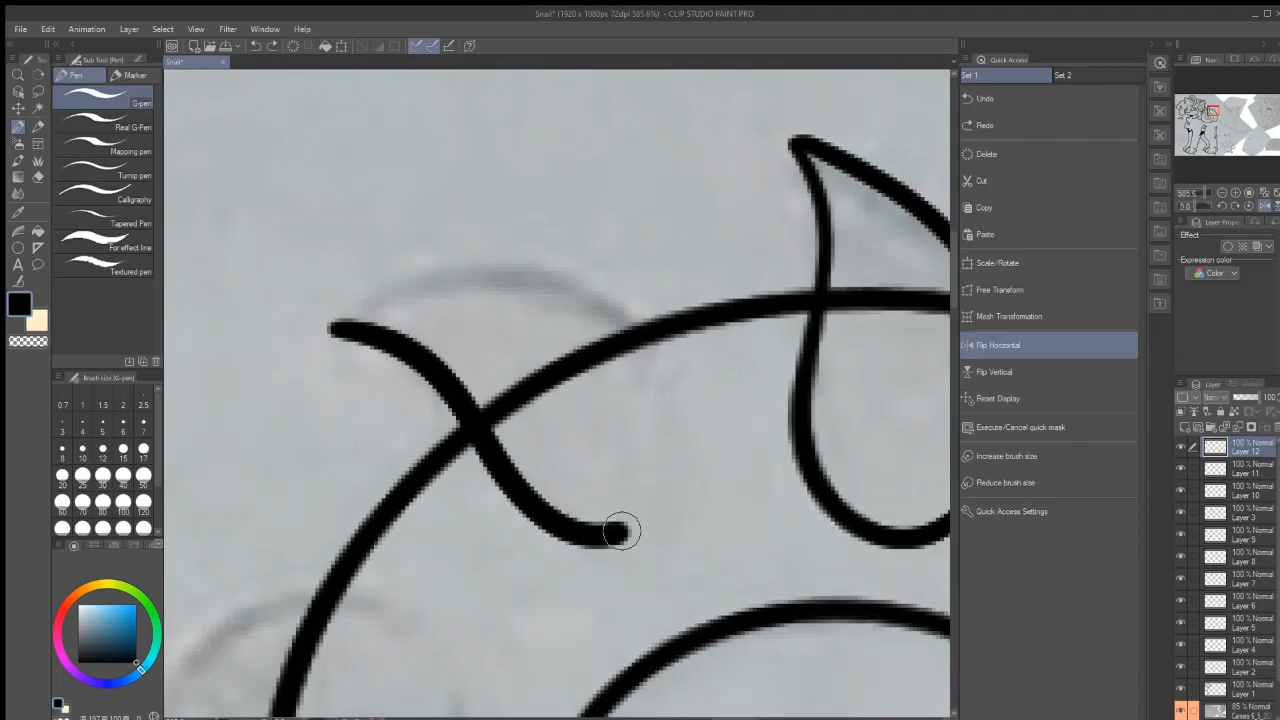 Snail* (1920 x 1080px 72dpi 585.6%) - CLIP STUDIO PAINT PRO
File Edit Animation Layer Select View Filter Window Help
Sub Tool [Pen]
Quick Access
Snail*
Pen Marker
Set 1 Set 2
G-pen
Real G-Pen
Mapping pen
Turnip pen
Calligraphy
Tapered Pen
For effect line
Textured pen
Undo
Redo
Delete
Cut
Copy
Paste
Scale/Rotate
Free Transform
Mesh Transformation
Flip Horizontal
Flip Vertical
Reset Display
Execute/Cancel quick mask
Increase brush size
Reduce brush size
Quick Access Settings
Brush size [G-pen]
0.7 1 1.5 2 2.5
3 4 5 6 7
8 10 12 15 17
20 25 30 40 50
60 70 80 100 120
585.6
0.0
Layer Prope
Effect
Expression color
Color
Layer
100
100 % Normal
Layer 12
100 % Normal
Layer 11
100 % Normal
Layer 10
100 % Normal
Layer 3
100 % Normal
Layer 9
100 % Normal
Layer 8
100 % Normal
Layer 7
100 % Normal
Layer 6
100 % Normal
Layer 5
100 % Normal
Layer 4
100 % Normal
Layer 2
100 % Normal
Layer 1
85 % Normal